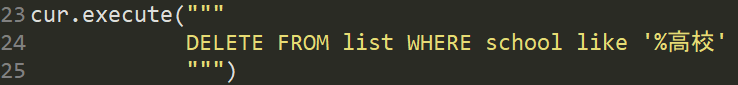 23 cur.execute("""
24 DELETE FROM list WHERE school like '%高校'
25 """)